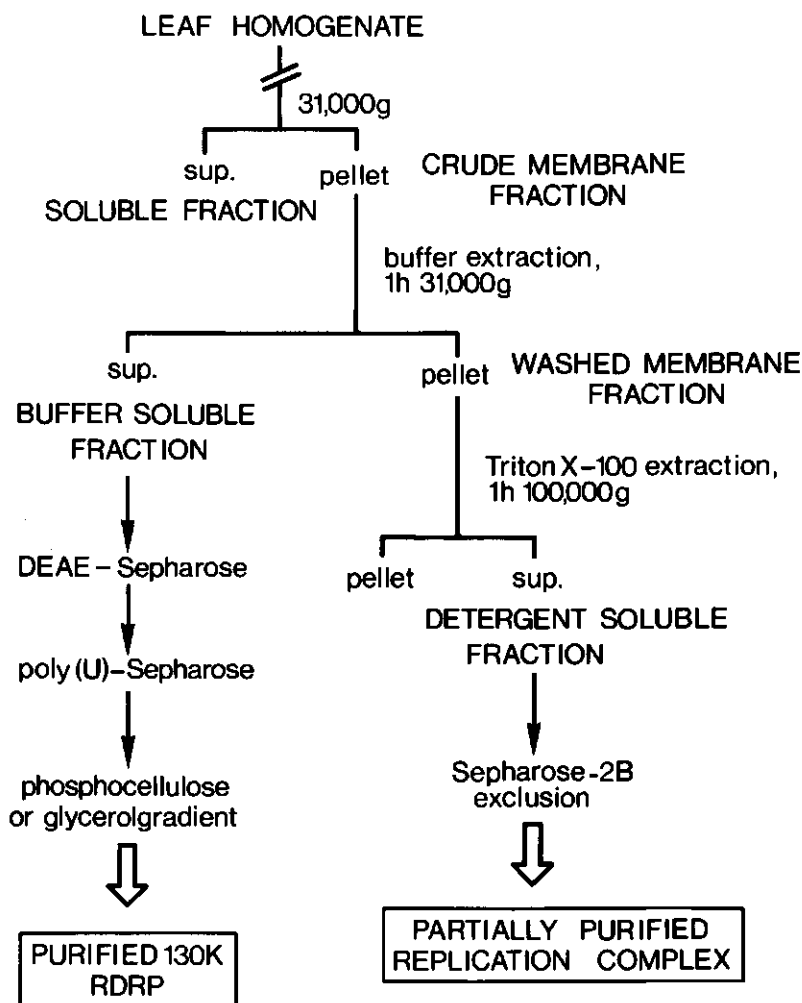 LEAF HOMOGENATE
31,000g
sup.
pellet
CRUDE MEMBRANE
FRACTION
SOLUBLE FRACTION
buffer extraction,
1h 31,000g
sup.
pellet
WASHED MEMBRANE
FRACTION
BUFFER SOLUBLE
FRACTION
Triton X-100 extraction,
1h 100,000g
DEAE - Sepharose
pellet
sup.
DETERGENT SOLUBLE
FRACTION
poly (U)-Sepharose
phosphocellulose
or glycerolgradient
Sepharose-2B
exclusion
PURIFIED 130K
RDRP
PARTIALLY PURIFIED
REPLICATION COMPLEX